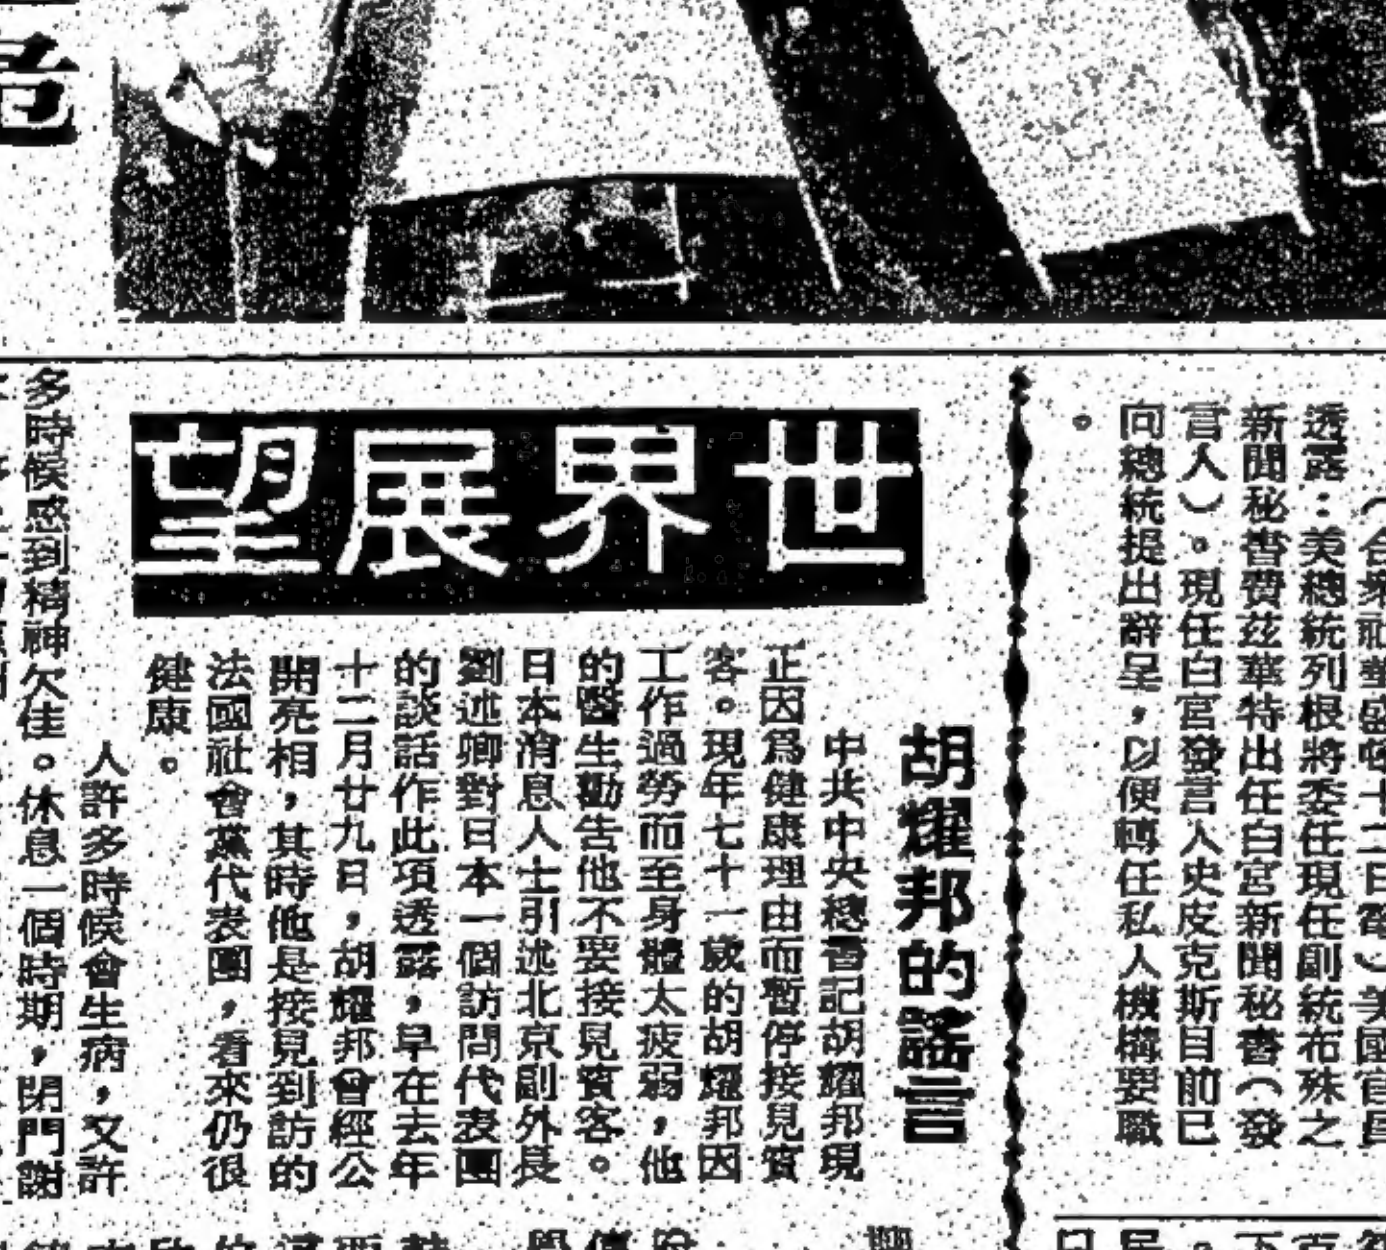 透露：美總統列根將委任現任副統布殊之
新聞秘書費茲華特出任白宮新聞秘書（發
言人）。現任白宮發言人史皮克斯目前已
向總統提出辭呈，以便轉任私人機構要職
。
世界展望
胡耀邦的謠言
中共中央總書記胡耀邦現
正因爲健康理由而暫停接見賓
客。現年七十一歲的胡耀邦因
工作過勞而至身體太疲弱，他
的醫生勸告他不要接見賓客。
日本消息人士引述北京副外長
劉述卿對日本一個訪問代表團
的談話作此項透露，早在去年
十二月廿九日，胡耀邦曾經公
開亮相，其時他是接見到訪的
法國社會黨代表團，看來仍很
健康。
人許多時候會生病，又許
多時候感到精神欠佳。休息一個時期，閉門謝